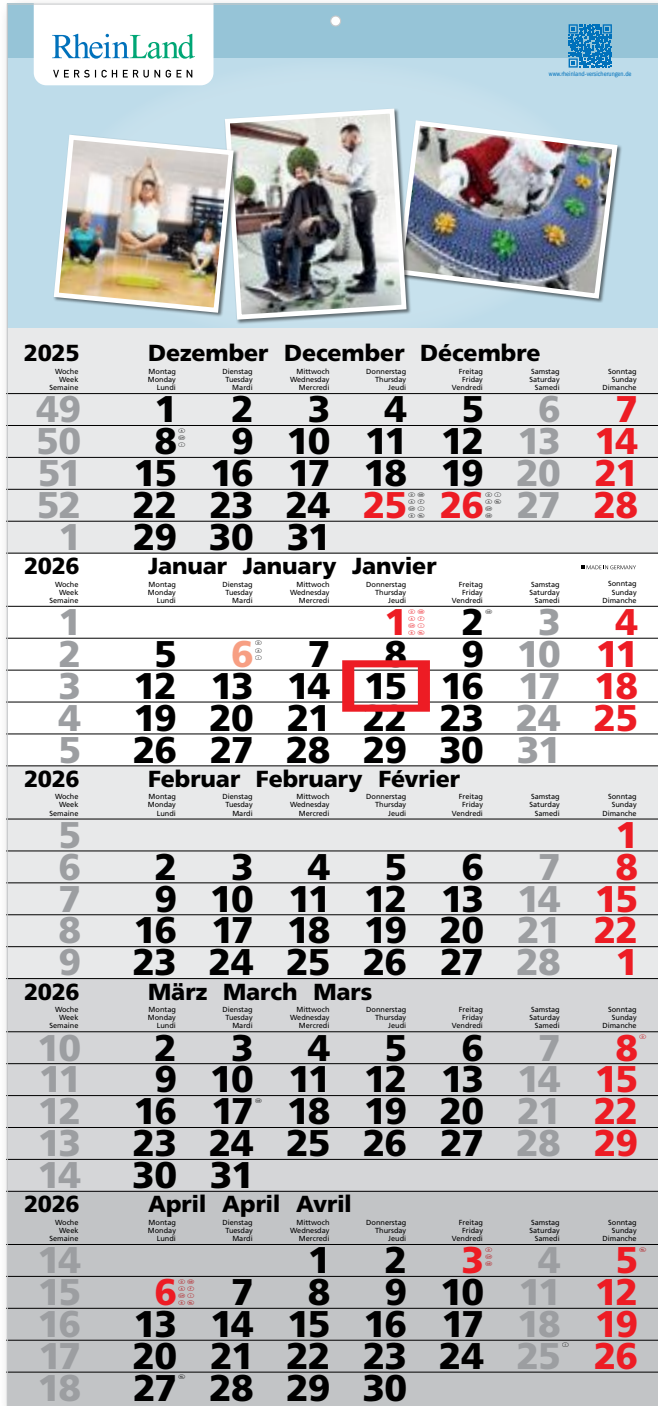 RheinLand
VERSICHERUNGEN
www.rheinland-versicherungen.de
2025 Dezember December Décembre
Woche Montag Dienstag Mittwoch Donnerstag Freitag Samstag Sonntag
Week Monday Tuesday Wednesday Thursday Friday Saturday Sunday
Semaine Lundi Mardi Mercredi Jeudi Vendredi Samedi Dimanche
49 1 2 3 4 5 6 7
50 8 9 10 11 12 13 14
51 15 16 17 18 19 20 21
52 22 23 24 25 26 27 28
1 29 30 31
2026 Januar January Janvier
MADE IN GERMANY
Woche Montag Dienstag Mittwoch Donnerstag Freitag Samstag Sonntag
Week Monday Tuesday Wednesday Thursday Friday Saturday Sunday
Semaine Lundi Mardi Mercredi Jeudi Vendredi Samedi Dimanche
1 1 2 3 4
2 5 6 7 8 9 10 11
3 12 13 14 15 16 17 18
4 19 20 21 22 23 24 25
5 26 27 28 29 30 31
2026 Februar February Février
Woche Montag Dienstag Mittwoch Donnerstag Freitag Samstag Sonntag
Week Monday Tuesday Wednesday Thursday Friday Saturday Sunday
Semaine Lundi Mardi Mercredi Jeudi Vendredi Samedi Dimanche
5 1
6 2 3 4 5 6 7 8
7 9 10 11 12 13 14 15
8 16 17 18 19 20 21 22
9 23 24 25 26 27 28 1
2026 März March Mars
Woche Montag Dienstag Mittwoch Donnerstag Freitag Samstag Sonntag
Week Monday Tuesday Wednesday Thursday Friday Saturday Sunday
Semaine Lundi Mardi Mercredi Jeudi Vendredi Samedi Dimanche
10 2 3 4 5 6 7 8
11 9 10 11 12 13 14 15
12 16 17 18 19 20 21 22
13 23 24 25 26 27 28 29
14 30 31
2026 April April Avril
Woche Montag Dienstag Mittwoch Donnerstag Freitag Samstag Sonntag
Week Monday Tuesday Wednesday Thursday Friday Saturday Sunday
Semaine Lundi Mardi Mercredi Jeudi Vendredi Samedi Dimanche
14 1 2 3 4 5
15 6 7 8 9 10 11 12
16 13 14 15 16 17 18 19
17 20 21 22 23 24 25 26
18 27 28 29 30